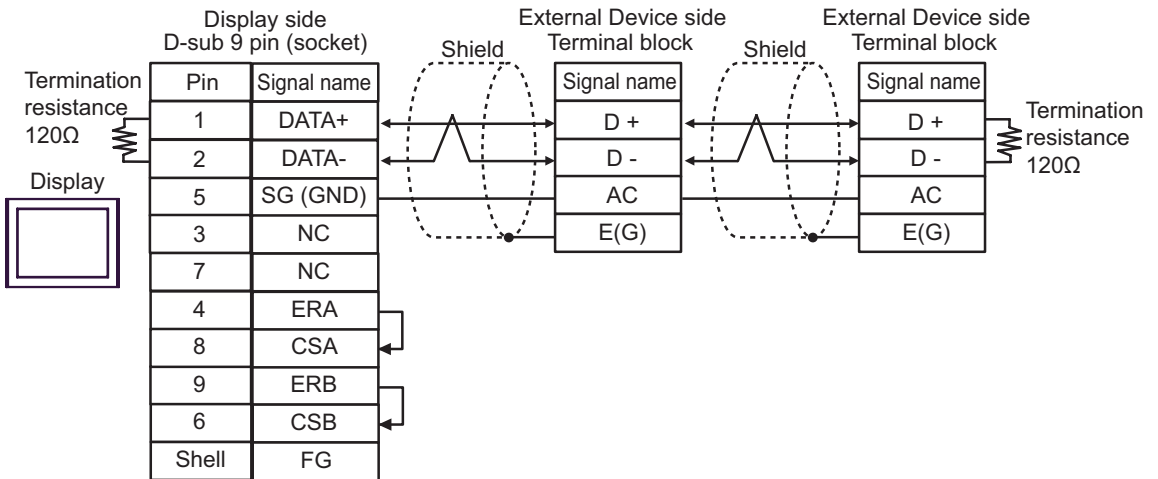 Display side
D-sub 9 pin (socket)
External Device side
Terminal block
External Device side
Terminal block
Shield
Shield
Termination
resistance
120Ω
Display
Pin Signal name
1 DATA+
2 DATA-
5 SG (GND)
3 NC
7 NC
4 ERA
8 CSA
9 ERB
6 CSB
Shell FG
Signal name
D +
D -
AC
E(G)
Signal name
D +
D -
AC
E(G)
Termination
resistance
120Ω